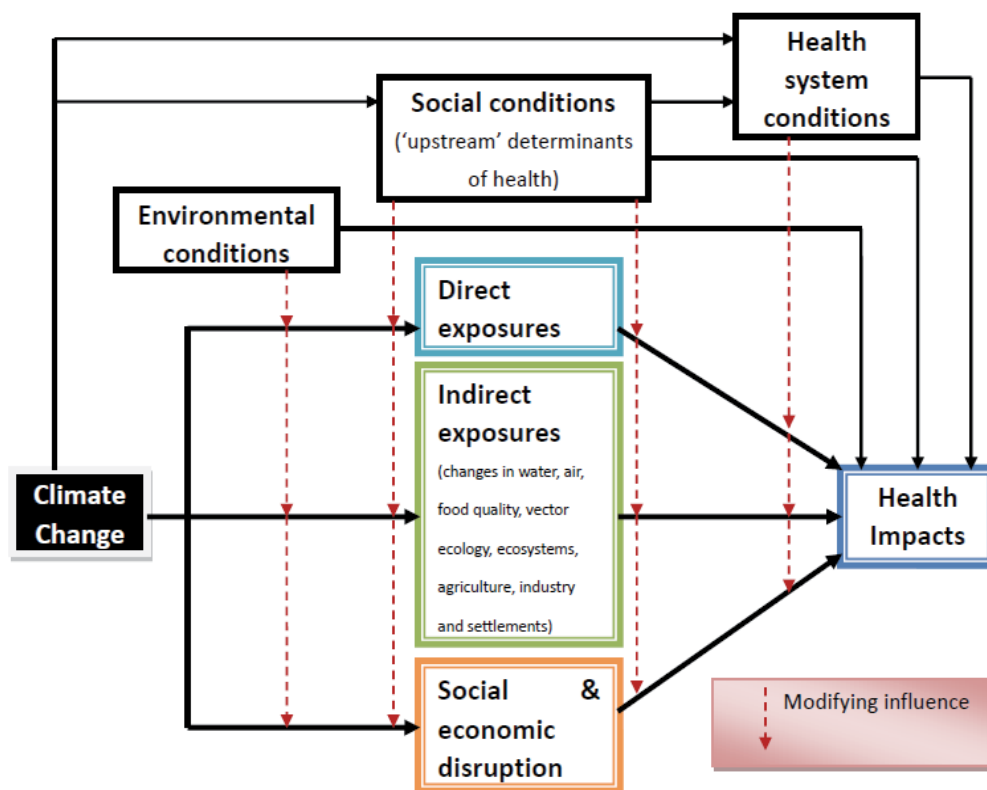 Health
system
conditions
Social conditions
(‘upstream’ determinants
of health)
Environmental
conditions
Direct
exposures
Indirect
exposures
(changes in water, air,
food quality, vector
ecology, ecosystems,
agriculture, industry
and settlements)
Climate
Change
Health
Impacts
Social &
economic
disruption
Modifying influence